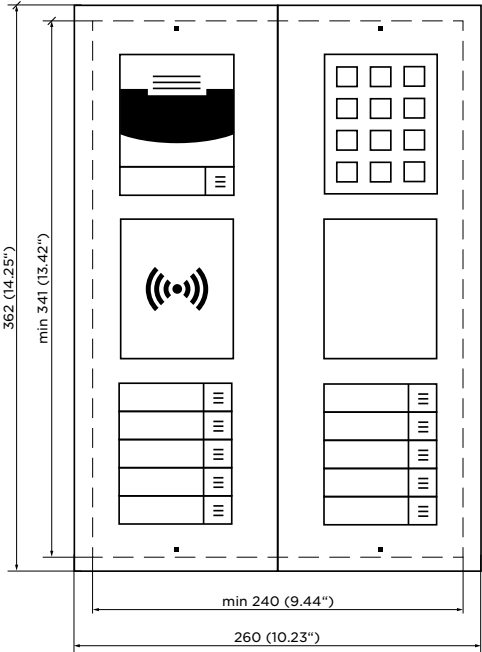 362 (14.25“)
min 341 (13.42“)
min 240 (9.44“)
260 (10.23“)